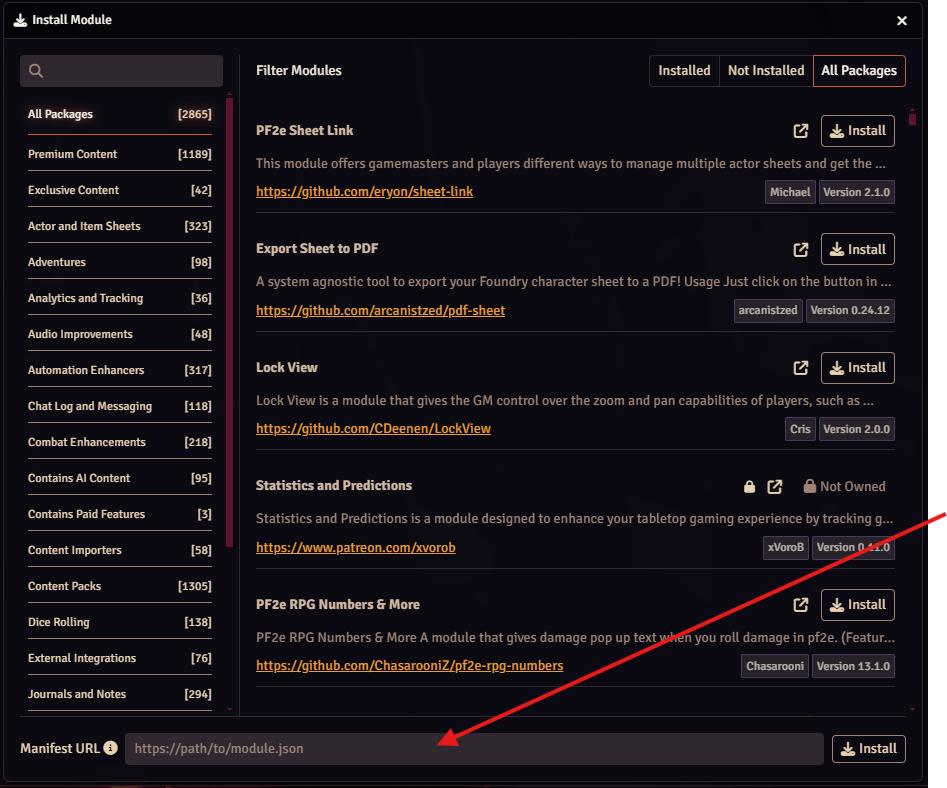 Install Module
Filter Modules
Installed Not Installed All Packages
All Packages [2865]
Premium Content [1189]
Exclusive Content [42]
Actor and Item Sheets [323]
Adventures [98]
Analytics and Tracking [36]
Audio Improvements [48]
Automation Enhancers [317]
Chat Log and Messaging [118]
Combat Enhancements [218]
Contains AI Content [95]
Contains Paid Features [3]
Content Importers [58]
Content Packs [1305]
Dice Rolling [138]
External Integrations [76]
Journals and Notes [294]
PF2e Sheet Link Install
This module offers gamemasters and players different ways to manage multiple actor sheets and get the ...
https://github.com/eryon/sheet-link Michael Version 2.1.0
Export Sheet to PDF Install
A system agnostic tool to export your Foundry character sheet to a PDF! Usage Just click on the button in ...
https://github.com/arcanistzed/pdf-sheet arcanistzed Version 0.24.12
Lock View Install
Lock View is a module that gives the GM control over the zoom and pan capabilities of players, such as ...
https://github.com/CDeenen/LockView Cris Version 2.0.0
Statistics and Predictions Not Owned
Statistics and Predictions is a module designed to enhance your tabletop gaming experience by tracking g...
https://www.patreon.com/xvorob xVoroB Version 0.11.0
PF2e RPG Numbers & More Install
PF2e RPG Numbers & More A module that gives damage pop up text when you roll damage in pf2e. (Featur...
https://github.com/ChasarooniZ/pf2e-rpg-numbers Chasarooni Version 13.1.0
Manifest URL https://path/to/module.json Install